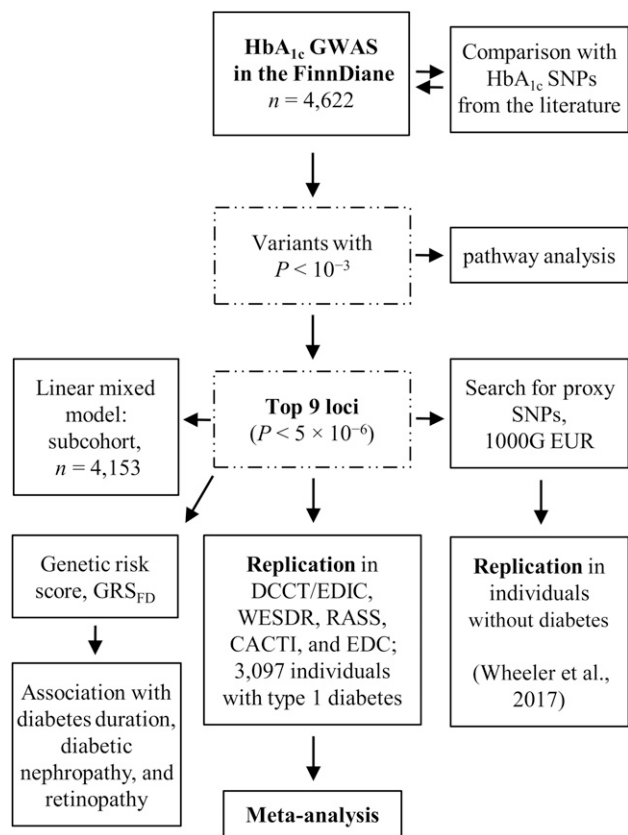 HbA1c GWAS
in the FinnDiane
n = 4,622
Comparison with
HbA1c SNPs
from the literature
Variants with
P < 10−3
pathway analysis
Linear mixed
model:
subcohort,
n = 4,153
Top 9 loci
(P < 5 × 10−6)
Search for proxy
SNPs,
1000G EUR
Genetic risk
score, GRSFD
Replication in
DCCT/EDIC,
WESDR, RASS,
CACTI, and EDC;
3,097 individuals
with type 1 diabetes
Replication in
individuals
without diabetes
(Wheeler et al.,
2017)
Association with
diabetes duration,
diabetic
nephropathy, and
retinopathy
Meta-analysis